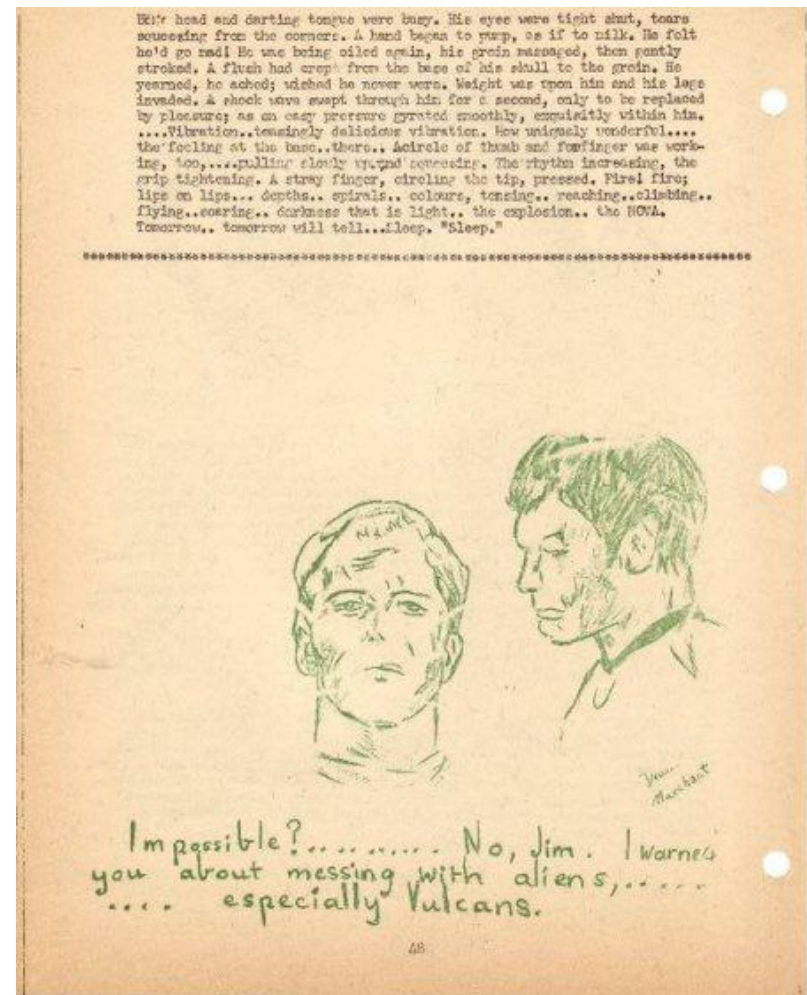 head and darting tongue were busy. His eyes were tight shut, tears
squeezing from the corners. A hand began to pump, as if to milk. He felt
he'd go mad! He was being oiled again, his groin massaged, then gently
stroked. A flush had crept from the base of his skull to the groin. He
yearned, he ached; wished he never were. Weight was upon him and his legs
invaded. A shock wave swept through him for a second, only to be replaced
by pleasure; as an easy pressure gyrated smoothly, exquisitly within him.
....Vibration..teasingly delicious vibration. How uniquely wonderful....
the feeling at the base..there.. Acircle of thumb and forfinger was work-
ing, too,....pulling slowly squeezing. The rhythm increasing, the
grip tightening. A stray finger, circling the tip, pressed. Fire! fire;
lips on lips... depths.. spirals.. colours, tensing.. reaching..climbing..
flying..soaring.. darkness that is light.. the explosion.. the NOVA.
Tomorrow.. tomorrow will tell...Sleep. "Sleep."
Marchant
Impossible?.......... No, Jim. I warned
you about messing with aliens,.....
.... especially Vulcans.
48